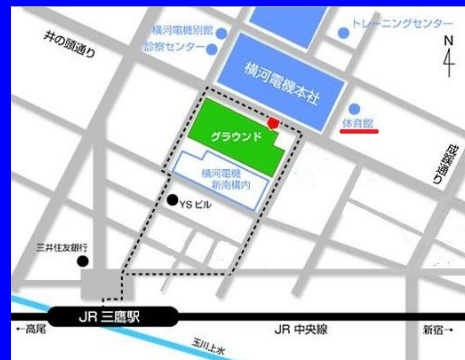 横河電機別館
診察センター
トレーニングセンター
N
井の頭通り
横河電機本社
体育館
グラウンド
成蹊通り
横河電機
新南構内
YSビル
三井住友銀行
JR 三鷹駅
←高尾
玉川上水
JR 中央線
新宿→